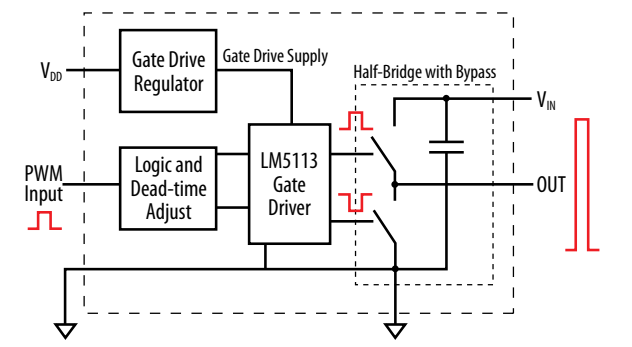 Gate Drive
Regulator
Gate Drive Supply
VDD
Half-Bridge with Bypass
VIN
PWM
Input
Logic and
Dead-time
Adjust
LM5113
Gate
Driver
OUT